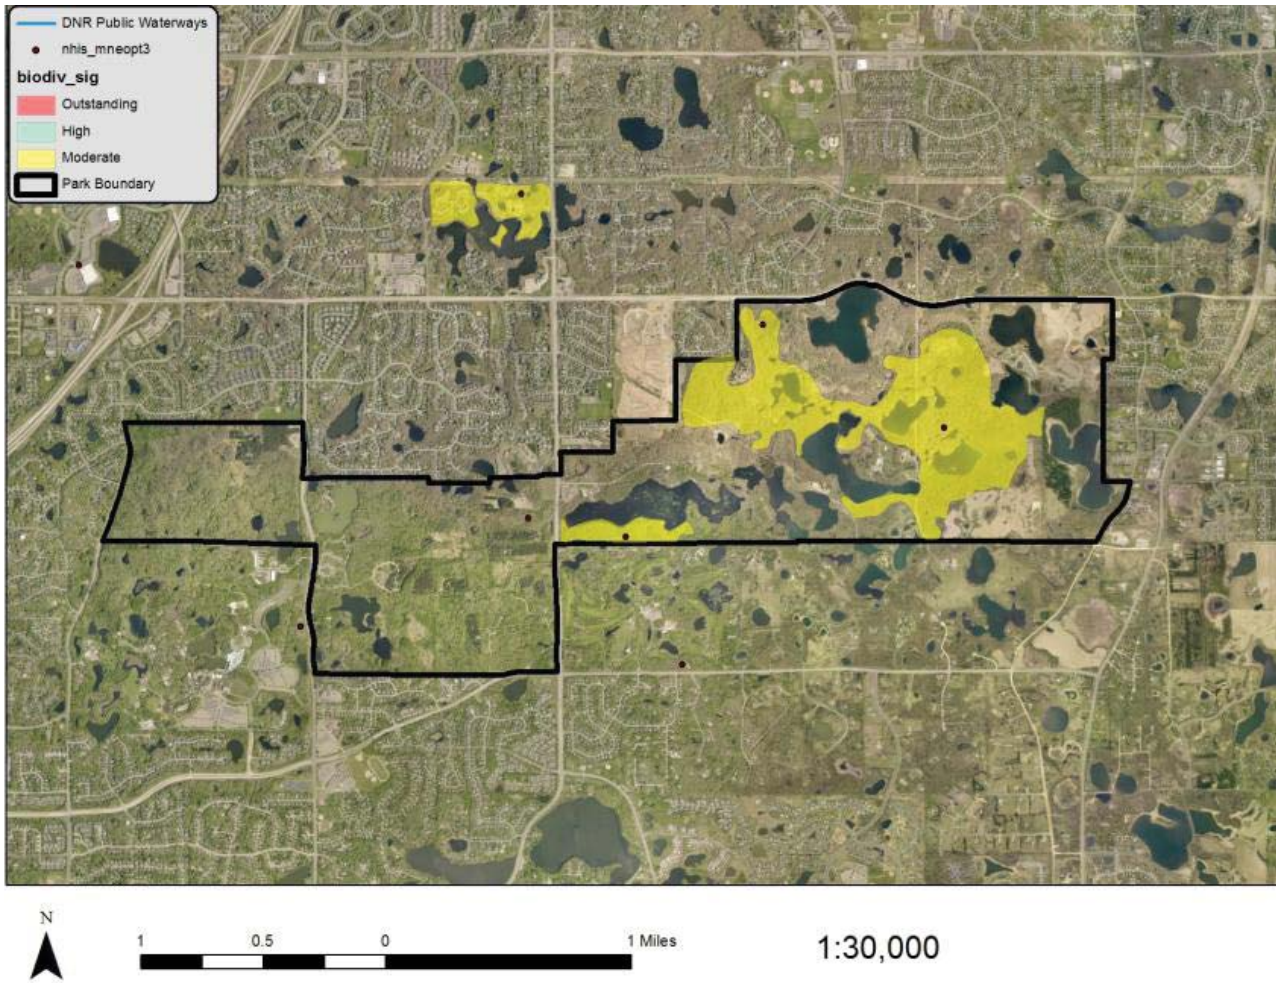 DNR Public Waterways
nhis_mneopt3
biodiv_sig
Outstanding
High
Moderate
Park Boundary
N
1 0.5 0 1 Miles
1:30,000